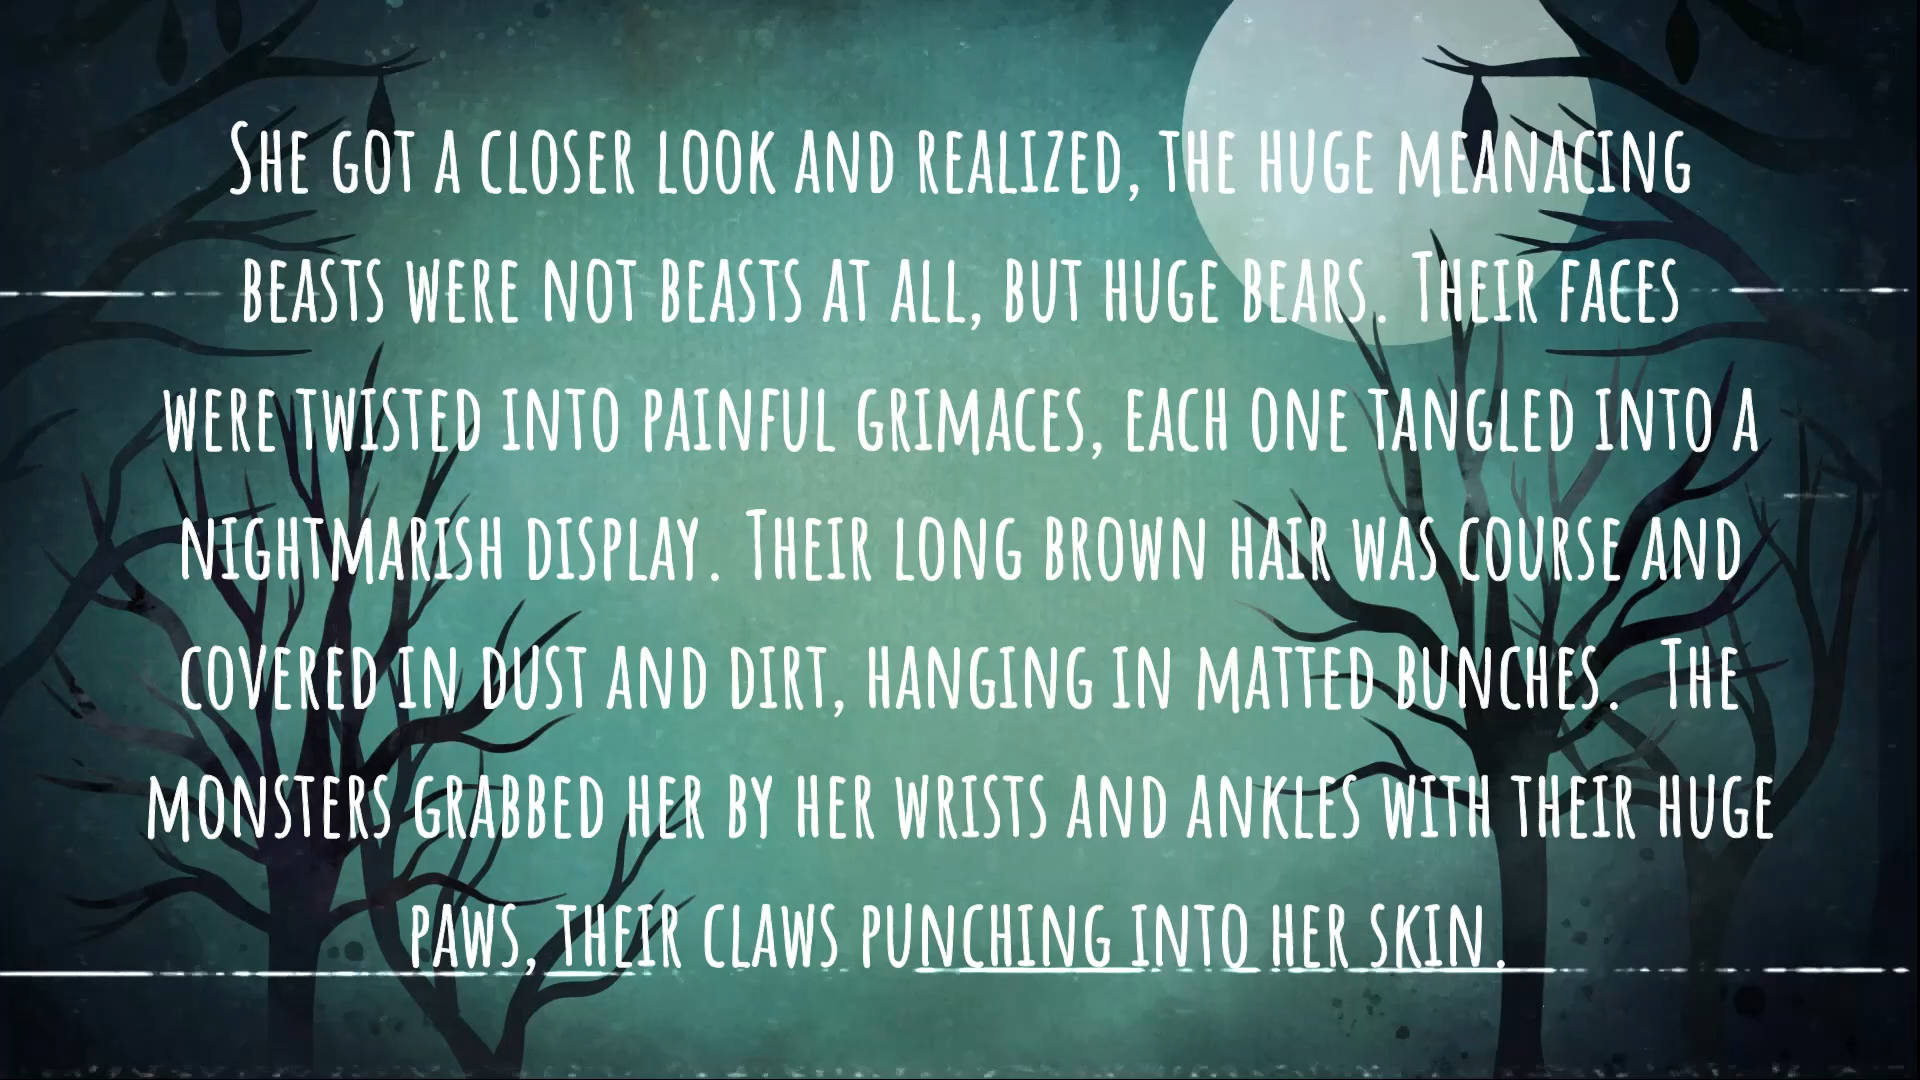 She got a closer look and realized, the huge meanacing
beasts were not beasts at all, but huge bears. Their faces
were twisted into painful grimaces, each one tangled into a
nightmarish display. Their long brown hair was course and
covered in dust and dirt, hanging in matted bunches. The
monsters grabbed her by her wrists and ankles with their huge
paws, their claws punching into her skin.